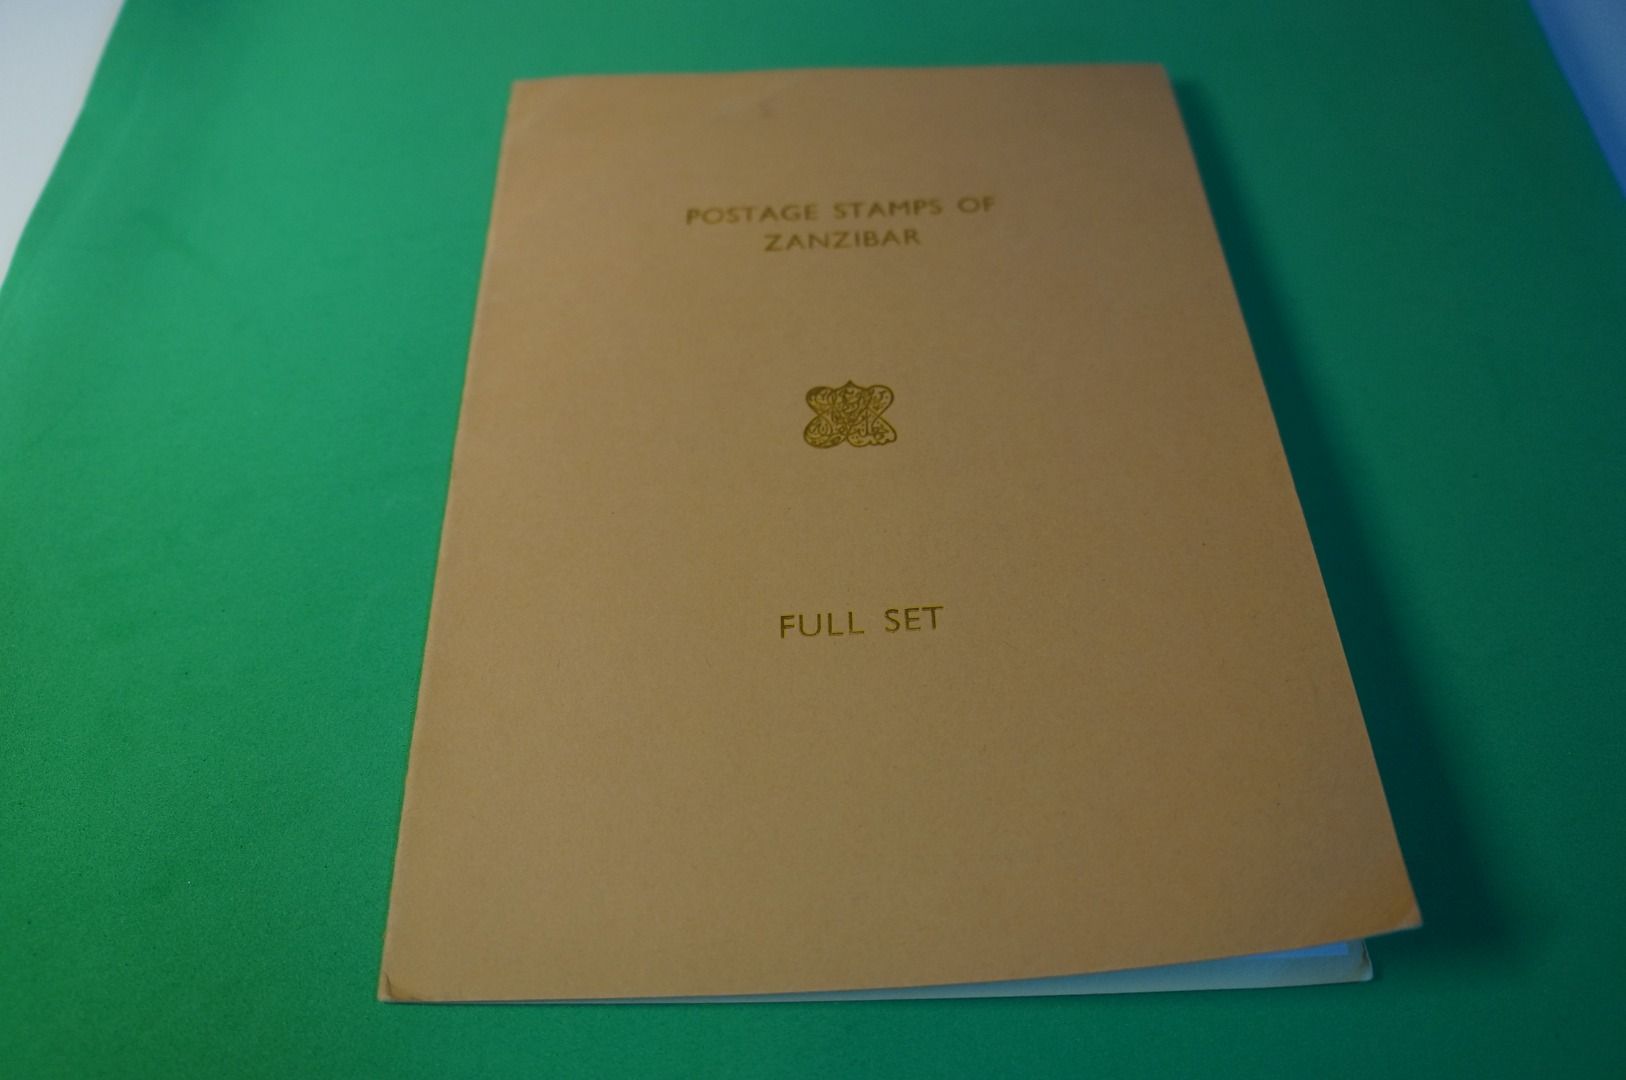 POSTAGE STAMPS OF
ZANZIBAR
FULL SET